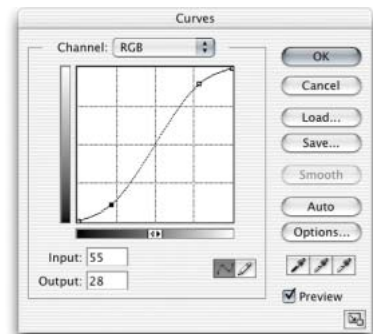 Curves
Channel: RGB
OK
Cancel
Load...
Save...
Smooth
Auto
Options...
Input: 55
Output: 28
Preview